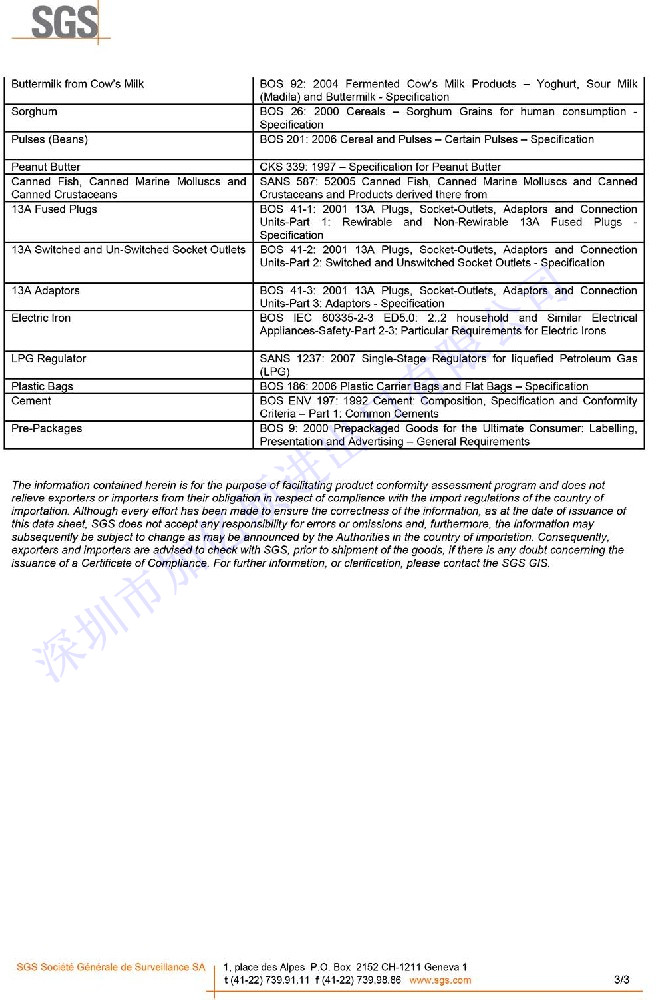 SGS
Buttermilk from Cow's Milk
BOS 92: 2004 Fermented Cow's Milk Products – Yoghurt, Sour Milk
(Madila) and Buttermilk - Specification
Sorghum
BOS 26: 2000 Cereals – Sorghum Grains for human consumption -
Specification
Pulses (Beans)
BOS 201: 2006 Cereal and Pulses – Certain Pulses – Specification
Peanut Butter
CKS 339: 1997 – Specification for Peanut Butter
Canned Fish, Canned Marine Molluscs and
Canned Crustaceans
SANS 587: 52005 Canned Fish, Canned Marine Molluscs and Canned
Crustaceans and Products derived there from
13A Fused Plugs
BOS 41-1: 2001 13A Plugs, Socket-Outlets, Adaptors and Connection
Units-Part 1: Rewirable and Non-Rewirable 13A Fused Plugs -
Specification
13A Switched and Un-Switched Socket Outlets
BOS 41-2: 2001 13A Plugs, Socket-Outlets, Adaptors and Connection
Units-Part 2: Switched and Unswitched Socket Outlets - Specification
13A Adaptors
BOS 41-3: 2001 13A Plugs, Socket-Outlets, Adaptors and Connection
Units-Part 3: Adaptors - Specification
Electric Iron
BOS IEC 60335-2-3 ED5.0: 2..2 household and Similar Electrical
Appliances-Safety-Part 2-3: Particular Requirements for Electric Irons
LPG Regulator
SANS 1237: 2007 Single-Stage Regulators for liquefied Petroleum Gas
(LPG)
Plastic Bags
BOS 186: 2006 Plastic Carrier Bags and Flat Bags – Specification
Cement
BOS ENV 197: 1992 Cement: Composition, Specification and Conformity
Criteria – Part 1: Common Cements
Pre-Packages
BOS 9: 2000 Prepackaged Goods for the Ultimate Consumer: Labelling,
Presentation and Advertising – General Requirements
The information contained herein is for the purpose of facilitating product conformity assessment program and does not
relieve exporters or importers from their obligation in respect of complience with the import regulations of the country of
importation. Although every effort has been made to ensure the correctness of the information, as at the date of issuance of
this data sheet, SGS does not accept any responsibility for errors or omissions and, furthermore, the information may
subsequently be subject to change as may be announced by the Authorities in the country of importation. Consequently,
exporters and importers are advised to check with SGS, prior to shipment of the goods, if there is any doubt concerning the
issuance of a Certificate of Compliance. For further information, or clarification, please contact the SGS GIS.
深圳市
进出
有限公司
SGS Société Générale de Surveillance SA
1, place des Alpes P.O. Box 2152 CH-1211 Geneva 1
t (41-22) 739.91.11 f (41-22) 739.98.86 www.sgs.com
3/3